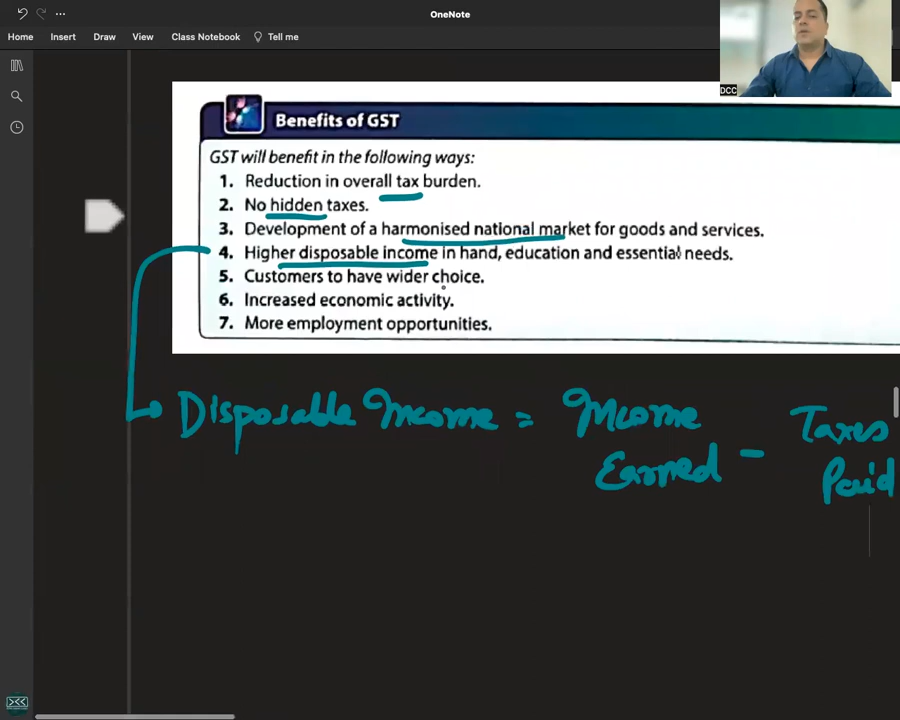 OneNote
Home Insert Draw View Class Notebook Tell me
DCC
Benefits of GST
GST will benefit in the following ways:
1. Reduction in overall tax burden.
2. No hidden taxes.
3. Development of a harmonised national market for goods and services.
4. Higher disposable income in hand, education and essential needs.
5. Customers to have wider choice.
6. Increased economic activity.
7. More employment opportunities.
Disposable Income = Income Earned - Taxes Paid
DCC